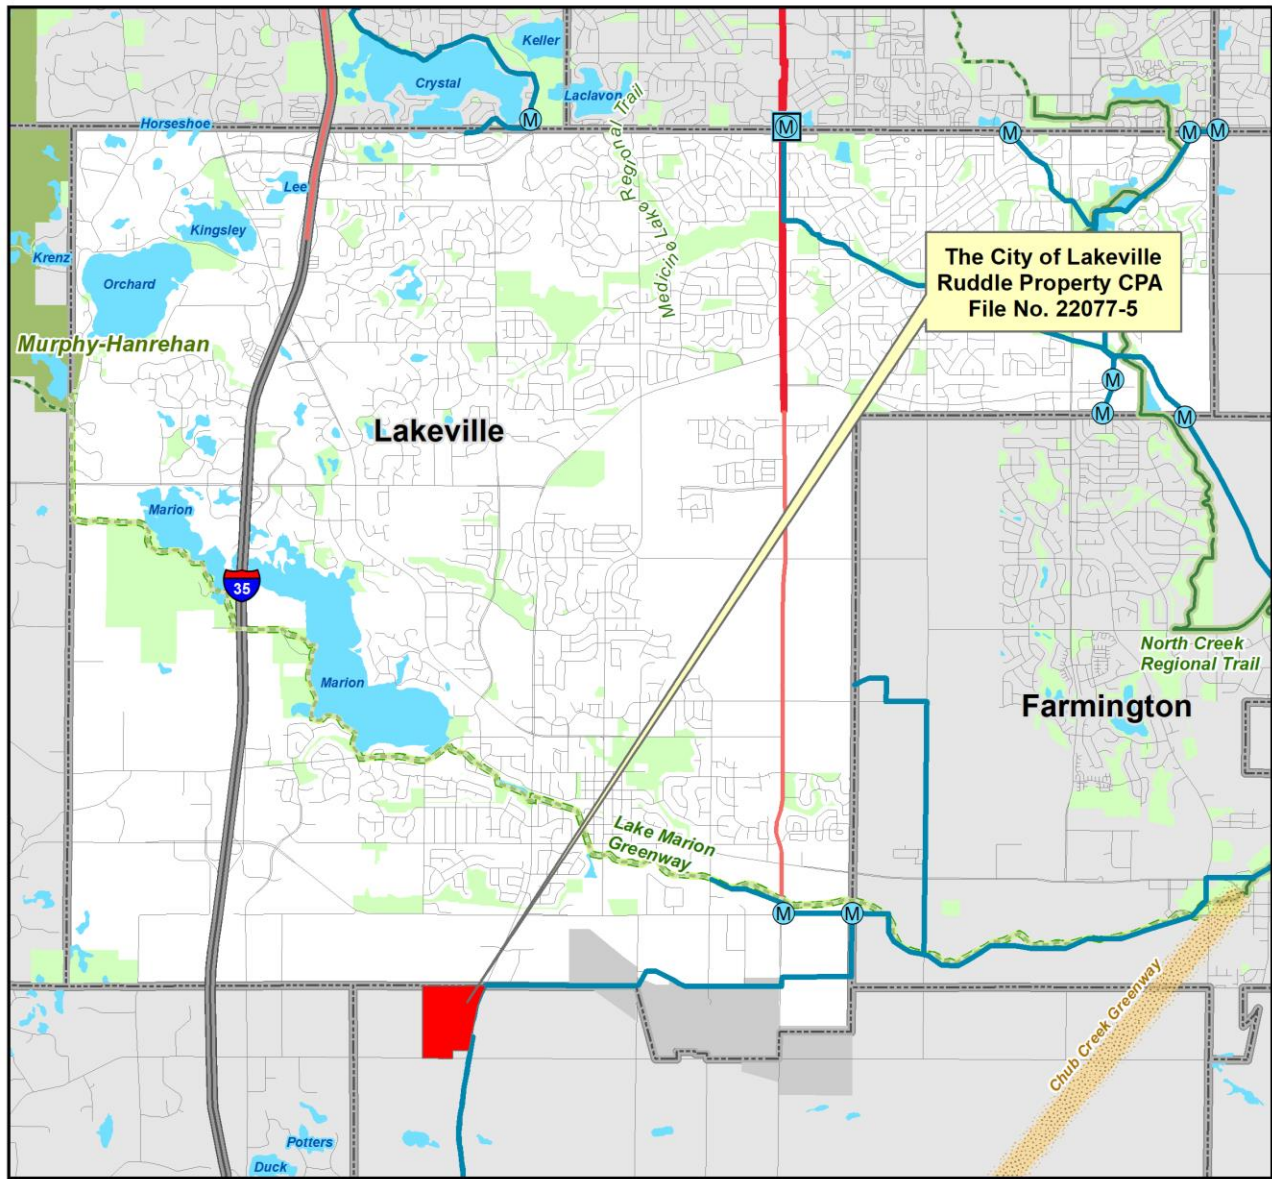 Keller
Crystal
Laclavon
M
Horseshoe
M
M
M
M
Medicine Lake Regional Trail
Lee
Kingsley
Krenz
Orchard
The City of Lakeville
Ruddle Property CPA
File No. 22077-5
Murphy-Hanrehan
M
M
M
Lakeville
Marion
35
North Creek
Regional Trail
Marion
Farmington
Lake Marion
Greenway
M
M
Chub Creek Greenway
Potters
Duck